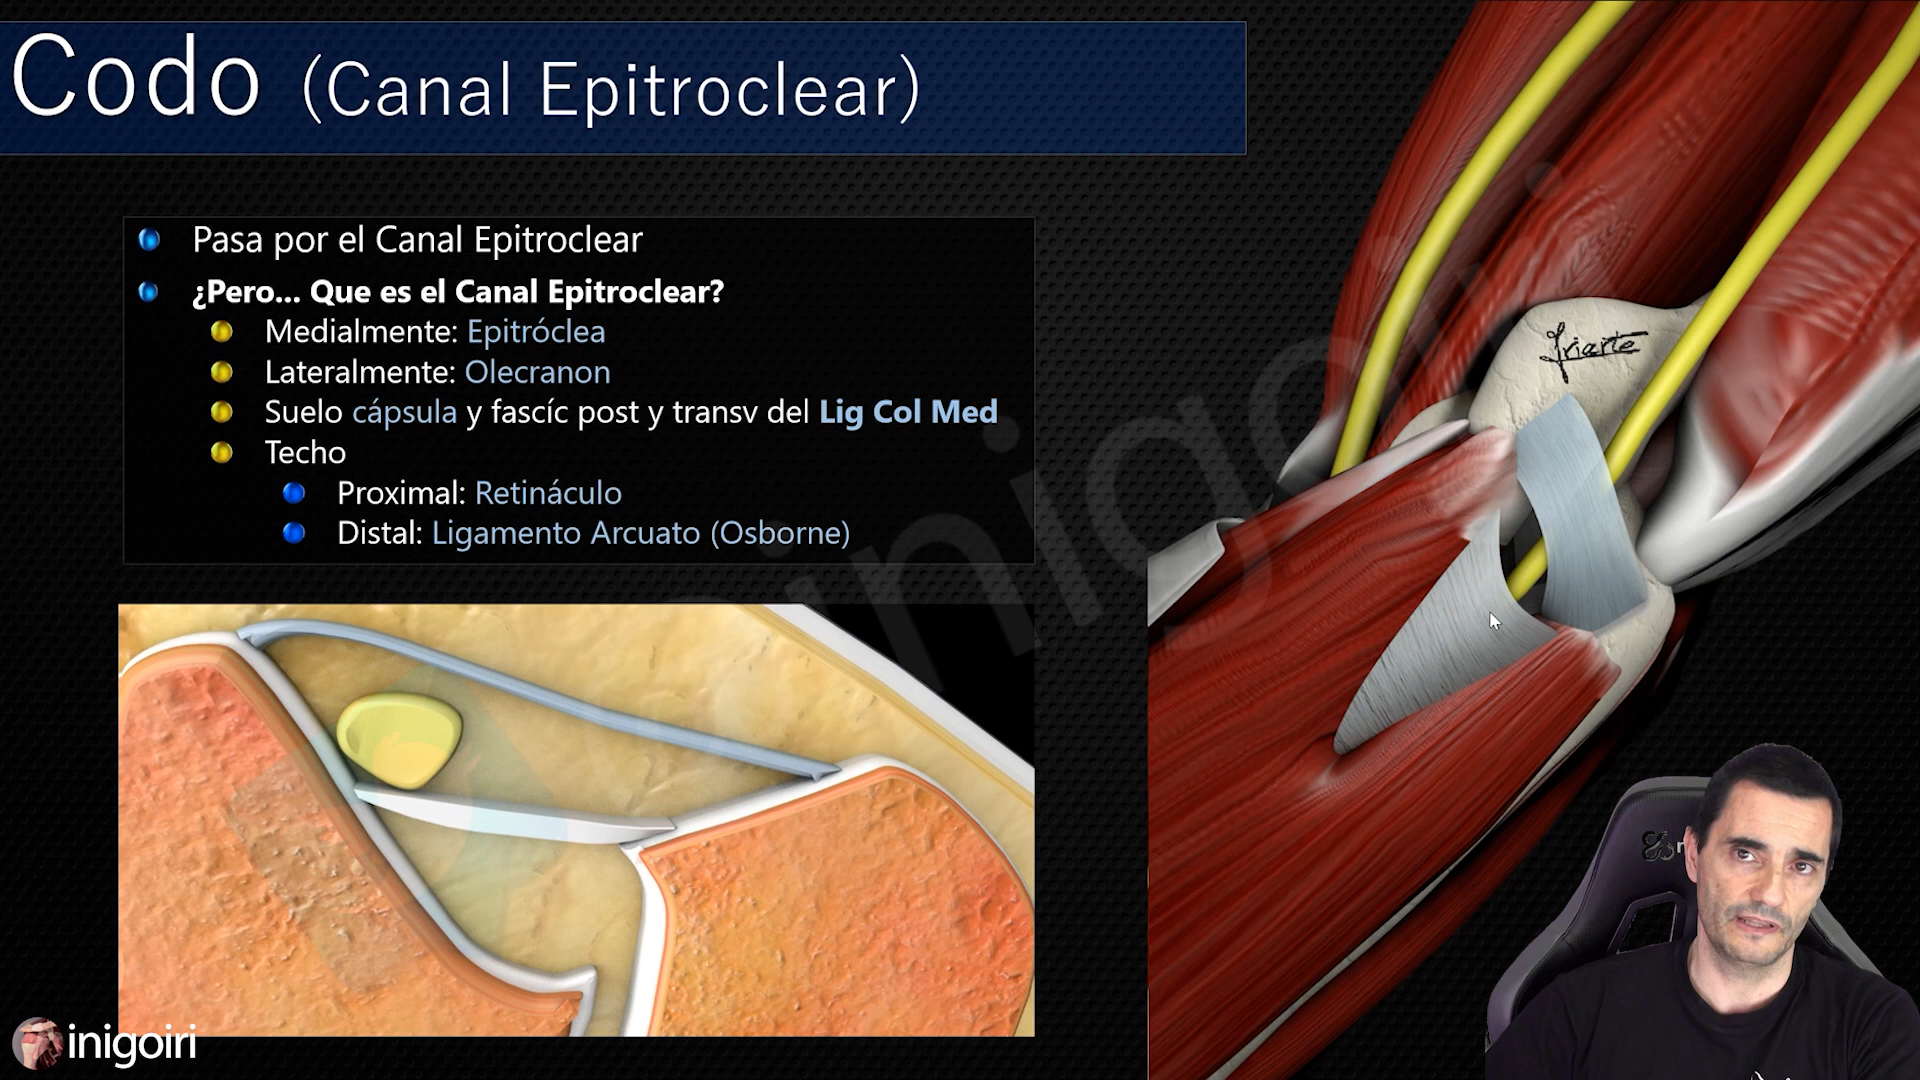 Codo (Canal Epitroclear)
Pasa por el Canal Epitroclear
¿Pero... Que es el Canal Epitroclear?
Medialmente: Epitróclea
Lateralmente: Olecranon
Suelo cápsula y fascíc post y transv del Lig Col Med
Techo
Proximal: Retináculo
Distal: Ligamento Arcuato (Osborne)
Iriarte
inigoiri
inigoiri